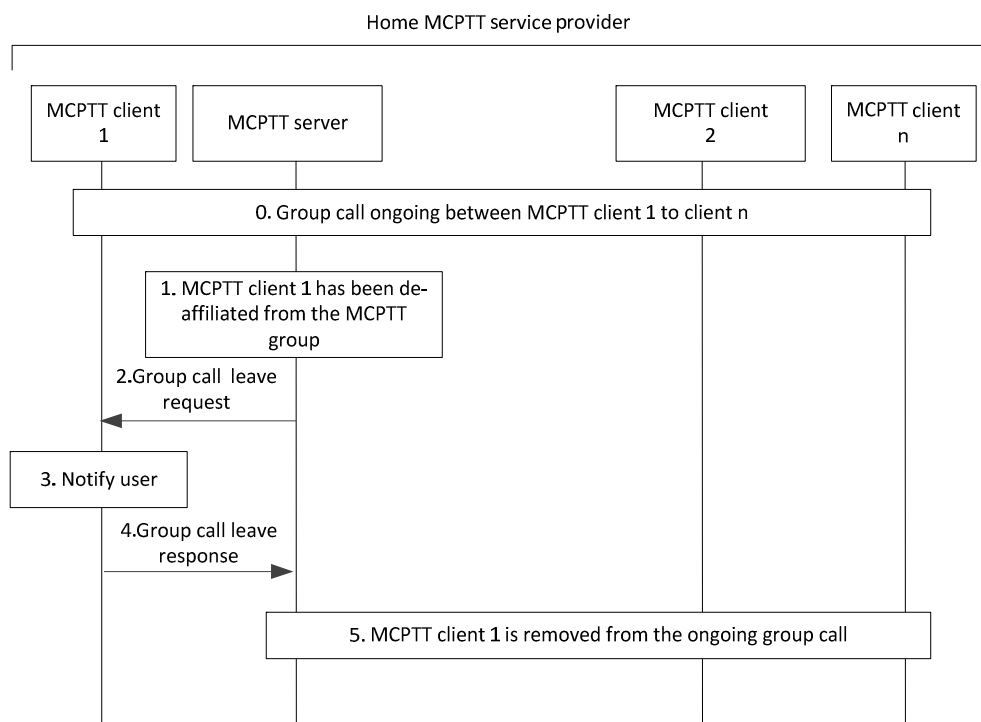 Home MCPTT service provider
MCPTT client
1
MCPTT server
MCPTT client
2
MCPTT client
n
0. Group call ongoing between MCPTT client 1 to client n
1. MCPTT client 1 has been de-
affiliated from the MCPTT
group
2.Group call leave
request
3. Notify user
4.Group call leave
response
5. MCPTT client 1 is removed from the ongoing group call